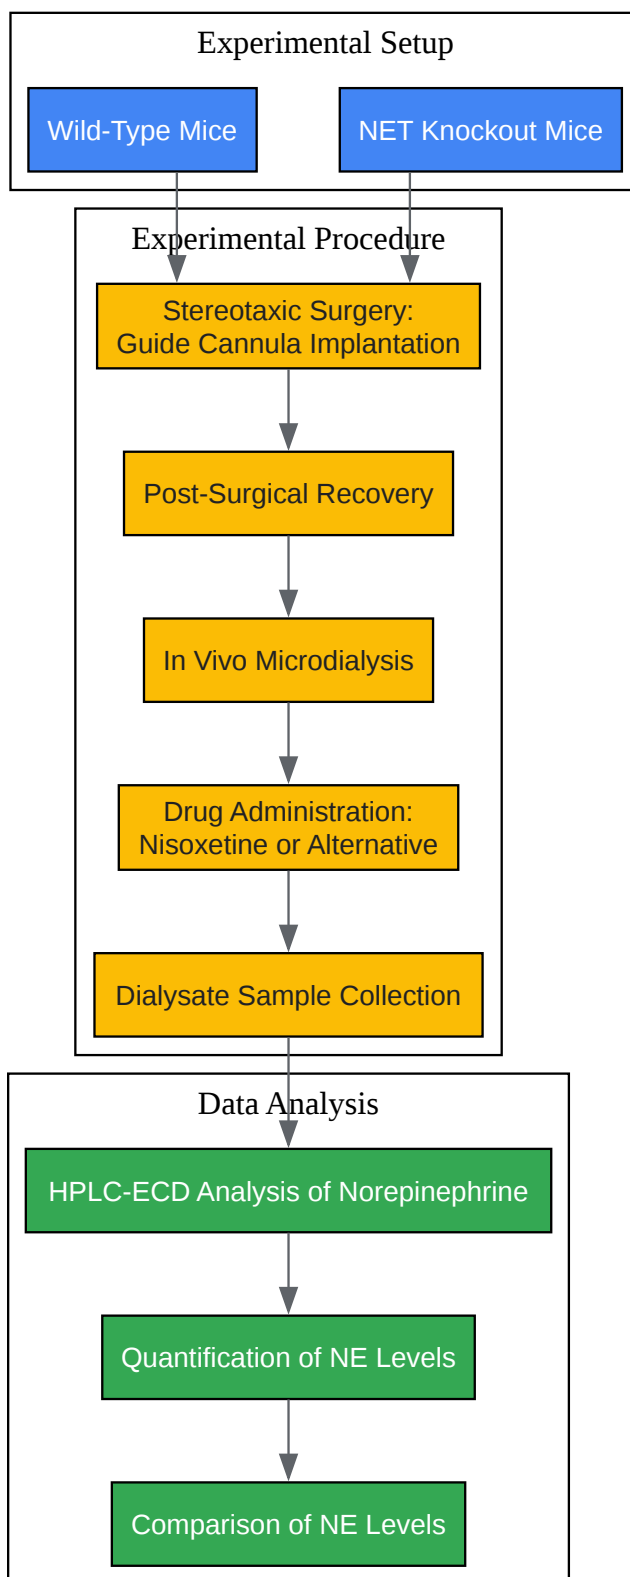 Experimental Setup
Wild-Type Mice
NET Knockout Mice
Experimental Procedure
Stereotaxic Surgery:
Guide Cannula Implantation
Post-Surgical Recovery
In Vivo Microdialysis
Drug Administration:
Nisoxetine or Alternative
Dialysate Sample Collection
Data Analysis
HPLC-ECD Analysis of Norepinephrine
Quantification of NE Levels
Comparison of NE Levels